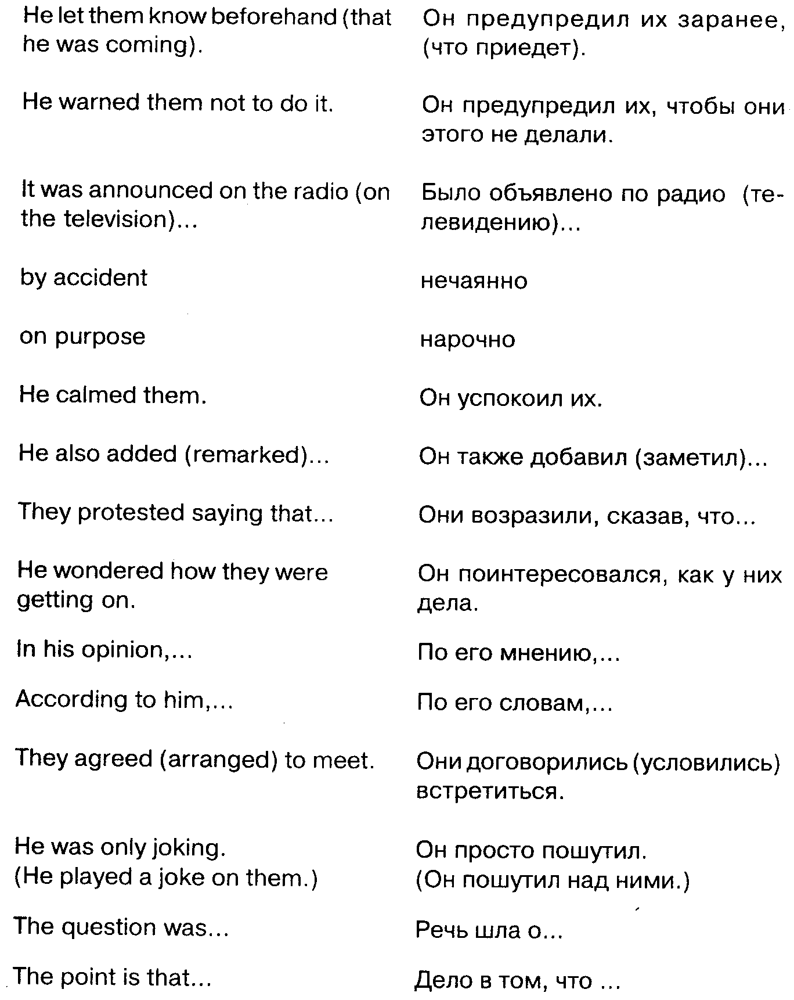 He let them know beforehand (that
he was coming).
Он предупредил их заранее,
(что приедет).
He warned them not to do it.
Он предупредил их, чтобы они
этого не делали.
It was announced on the radio (on
the television)...
Было объявлено по радио (те-
левидению)...
by accident
нечаянно
on purpose
нарочно
He calmed them.
Он успокоил их.
He also added (remarked)...
Он также добавил (заметил)...
They protested saying that...
Они возразили, сказав, что...
He wondered how they were
getting on.
Он поинтересовался, как у них
дела.
In his opinion,...
По его мнению,...
According to him,...
По его словам,...
They agreed (arranged) to meet.
Они договорились (условились)
встретиться.
He was only joking.
(He played a joke on them.)
Он просто пошутил.
(Он пошутил над ними.)
The question was...
Речь шла о...
The point is that...
Дело в том, что ...